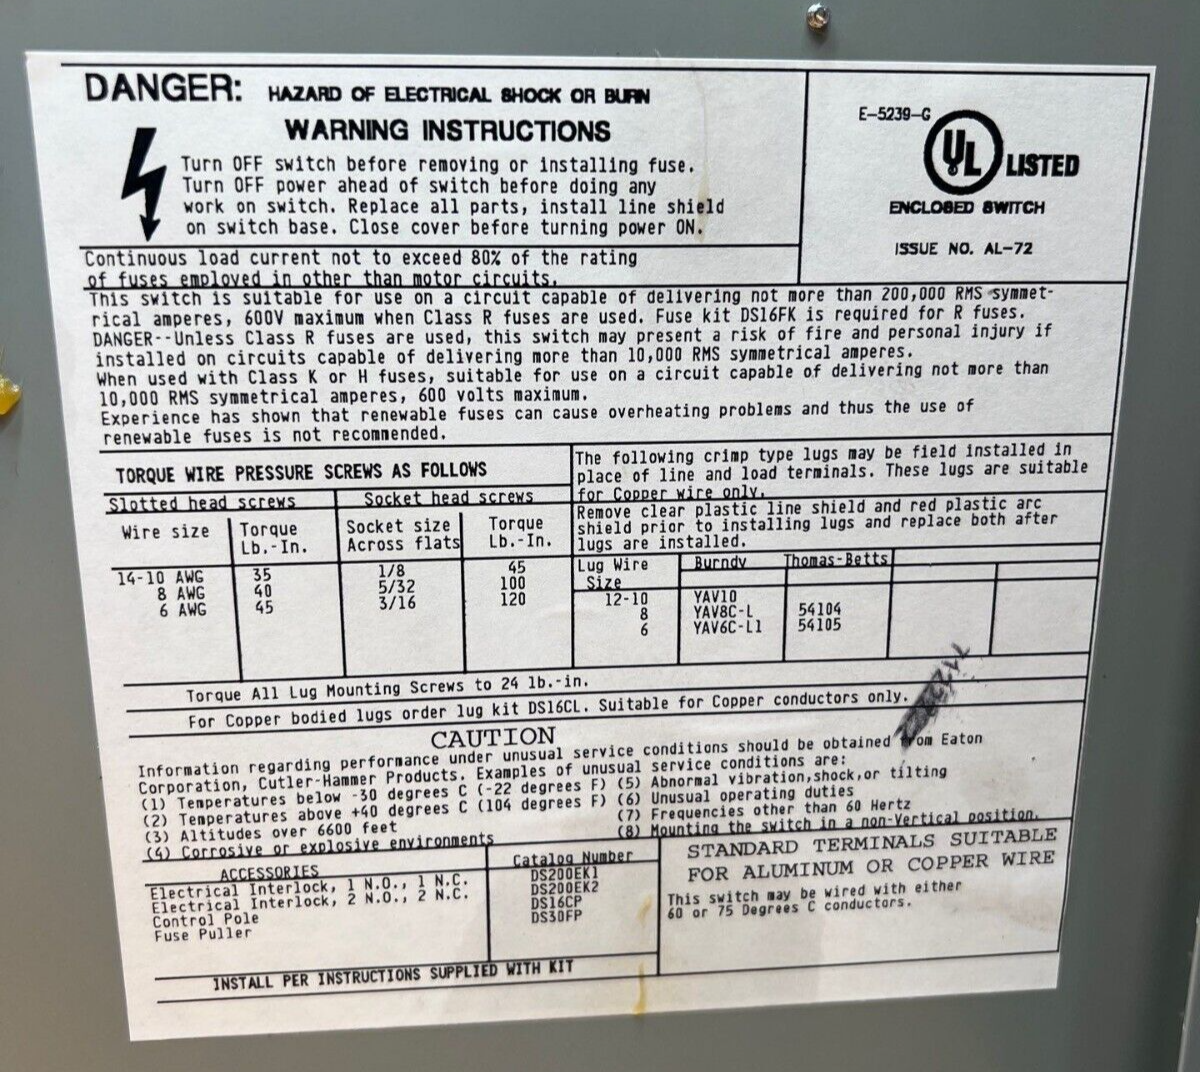 DANGER: HAZARD OF ELECTRICAL SHOCK OR BURN
WARNING INSTRUCTIONS
Turn OFF switch before removing or installing fuse.
Turn OFF power ahead of switch before doing any
work on switch. Replace all parts, install line shield
on switch base. Close cover before turning power ON.
E-5239-G
UL LISTED
ENCLOSED SWITCH
ISSUE NO. AL-72
Continuous load current not to exceed 80% of the rating
of fuses employed in other than motor circuits.
This switch is suitable for use on a circuit capable of delivering not more than 200,000 RMS symmet-
rical amperes, 600V maximum when Class R fuses are used. Fuse kit DS16FK is required for R fuses.
DANGER--Unless Class R fuses are used, this switch may present a risk of fire and personal injury if
installed on circuits capable of delivering more than 10,000 RMS symmetrical amperes.
When used with Class K or H fuses, suitable for use on a circuit capable of delivering not more than
10,000 RMS symmetrical amperes, 600 volts maximum.
Experience has shown that renewable fuses can cause overheating problems and thus the use of
renewable fuses is not recommended.
TORQUE WIRE PRESSURE SCREWS AS FOLLOWS
Slotted head screws Socket head screws
Wire size Torque Lb.-In. Socket size Across flats Torque Lb.-In.
14-10 AWG 35 1/8 45
8 AWG 40 5/32 100
6 AWG 45 3/16 120
The following crimp type lugs may be field installed in
place of line and load terminals. These lugs are suitable
for Copper wire only.
Remove clear plastic line shield and red plastic arc
shield prior to installing lugs and replace both after
lugs are installed.
Lug Wire Size Burndy Thomas-Betts
12-10 YAV10
8 YAV8C-L 54104
6 YAV6C-L1 54105
Torque All Lug Mounting Screws to 24 lb.-in.
For Copper bodied lugs order lug kit DS16CL. Suitable for Copper conductors only.
CAUTION
Information regarding performance under unusual service conditions should be obtained from Eaton
Corporation, Cutler-Hammer Products. Examples of unusual service conditions are:
(1) Temperatures below -30 degrees C (-22 degrees F) (5) Abnormal vibration,shock,or tilting
(2) Temperatures above +40 degrees C (104 degrees F) (6) Unusual operating duties
(3) Altitudes over 6600 feet (7) Frequencies other than 60 Hertz
(4) Corrosive or explosive environments (8) Mounting the switch in a non-Vertical position.
ACCESSORIES Catalog Number
Electrical Interlock, 1 N.O., 1 N.C. DS200EK1
Electrical Interlock, 2 N.O., 2 N.C. DS200EK2
Control Pole DS16CP
Fuse Puller DS30FP
STANDARD TERMINALS SUITABLE
FOR ALUMINUM OR COPPER WIRE
This switch may be wired with either
60 or 75 Degrees C conductors.
INSTALL PER INSTRUCTIONS SUPPLIED WITH KIT